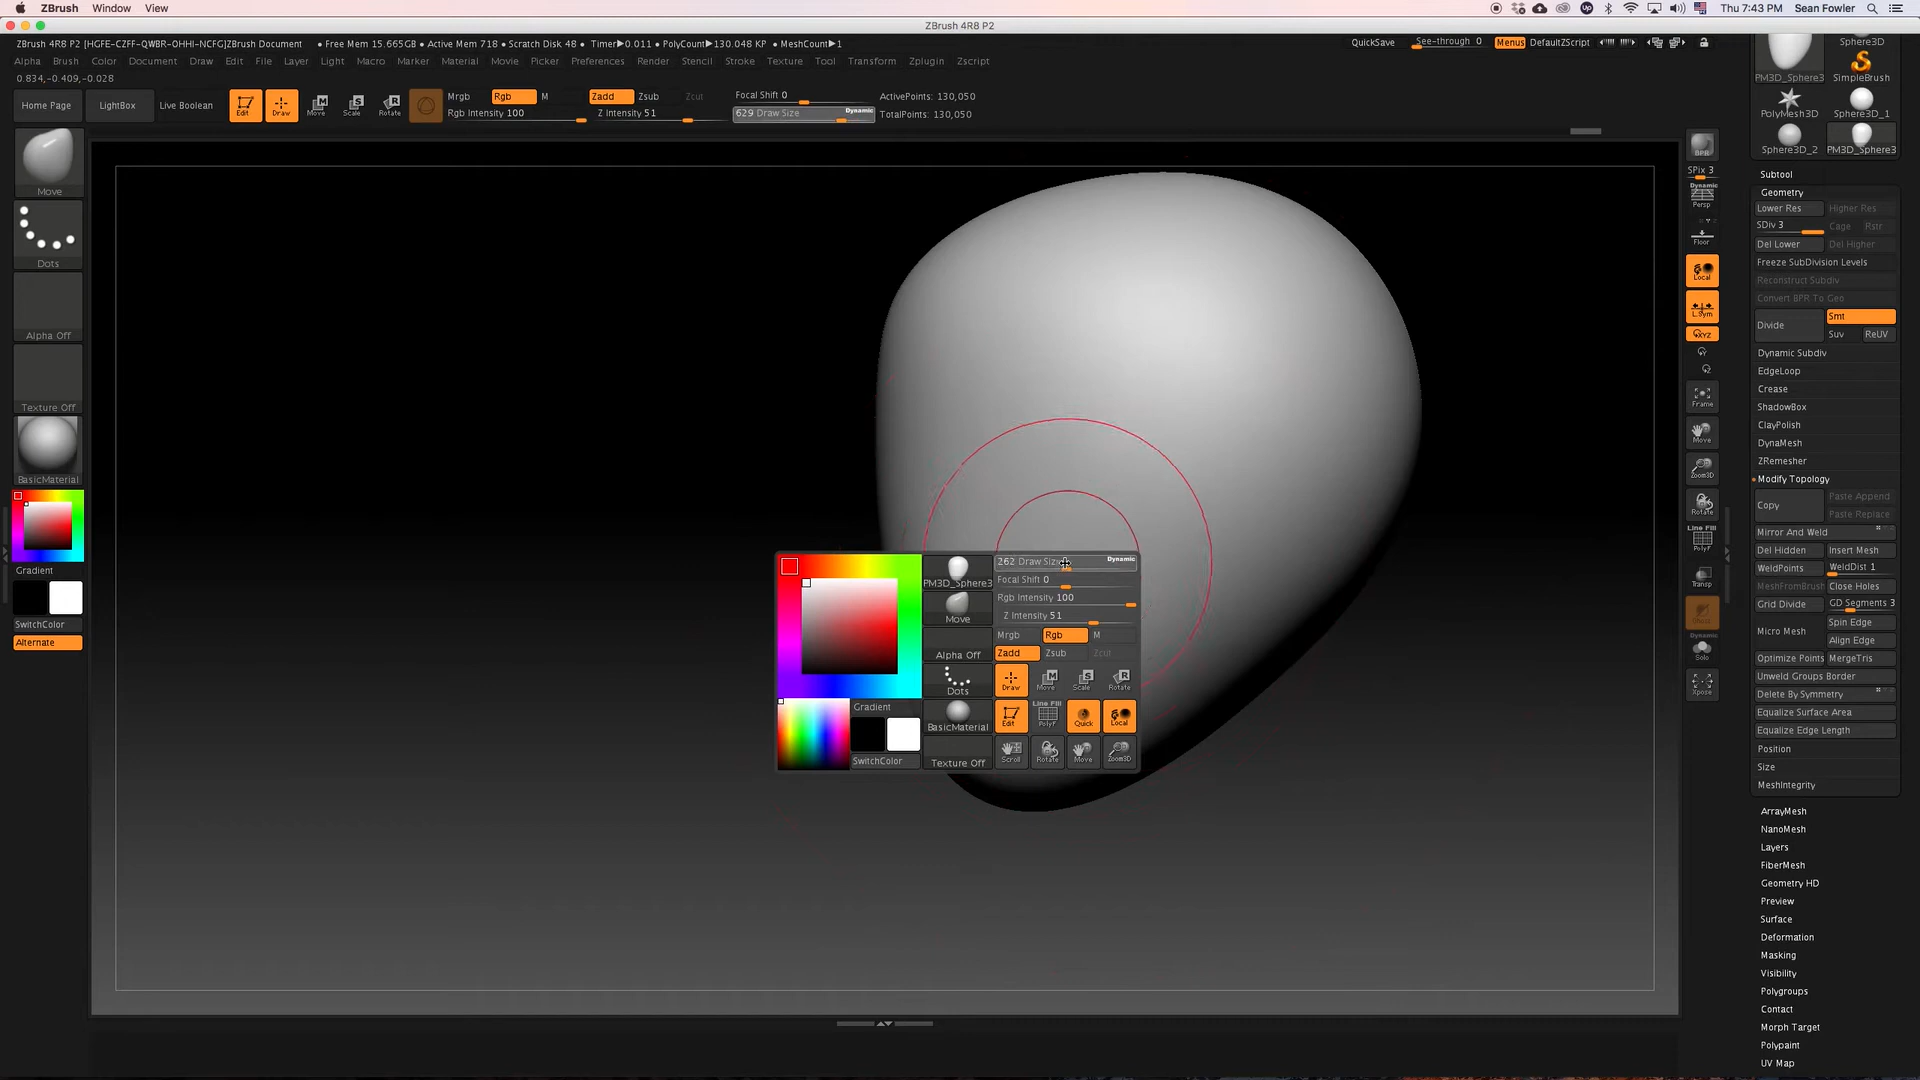 ZBrush Window View
Thu 7:43 PM Sean Fowler
ZBrush 4R8 P2
ZBrush 4R8 P2 [HGFE-CZFF-QWBR-OHHI-NCFG]ZBrush Document • Free Mem 15.665GB • Active Mem 718 • Scratch Disk 48 • Timer▶0.011 • PolyCount▶130.048 KP • MeshCount▶1
QuickSave See-through 0 Menus DefaultZScript
Alpha Brush Color Document Draw Edit File Layer Light Macro Marker Material Movie Picker Preferences Render Stencil Stroke Texture Tool Transform Zplugin Zscript
0.834,-0.409,-0.028
Home Page LightBox Live Boolean Edit Draw Move Scale Rotate
Mrgb Rgb M Zadd Zsub Zcut Focal Shift 0 ActivePoints: 130,050
Rgb Intensity 100 Z Intensity 51 629 Draw Size Dynamic TotalPoints: 130,050
Move
Dots
Alpha Off
Texture Off
BasicMaterial
Gradient
SwitchColor
Alternate
PM3D_Sphere3
Move
Alpha Off
Dots
BasicMaterial
Texture Off
Gradient
SwitchColor
262 Draw Size Dynamic
Focal Shift 0
Rgb Intensity 100
Z Intensity 51
Mrgb Rgb M
Zadd Zsub Zcut
Draw Move Scale Rotate
Edit Line Fill PolyF Quick Local
Scroll Rotate Move Zoom3D
BPR
SPix 3
Dynamic
Persp
Floor
Local
L.Sym
XYZ
Frame
Move
Zoom3D
Rotate
Line Fill
PolyF
Transp
Ghost
Dynamic
Solo
Xpose
Sphere3D
PM3D_Sphere3 SimpleBrush
PolyMesh3D Sphere3D_1
Sphere3D_2 PM3D_Sphere3
Subtool
Geometry
Lower Res Higher Res
SDiv 3 Cage Rstr
Del Lower Del Higher
Freeze SubDivision Levels
Reconstruct Subdiv
Convert BPR To Geo
Divide Smt
Suv ReUV
Dynamic Subdiv
EdgeLoop
Crease
ShadowBox
ClayPolish
DynaMesh
ZRemesher
Modify Topology
Copy Paste Append
Paste Replace
Mirror And Weld
Del Hidden Insert Mesh
WeldPoints WeldDist 1
MeshFromBrush Close Holes
Grid Divide GD Segments 3
Micro Mesh Spin Edge
Align Edge
Optimize Points MergeTris
Unweld Groups Border
Delete By Symmetry
Equalize Surface Area
Equalize Edge Length
Position
Size
MeshIntegrity
ArrayMesh
NanoMesh
Layers
FiberMesh
Geometry HD
Preview
Surface
Deformation
Masking
Visibility
Polygroups
Contact
Morph Target
Polypaint
UV Map